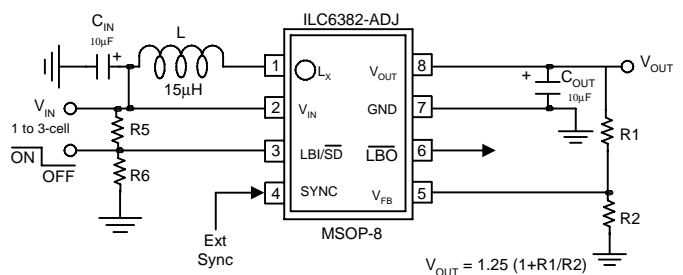 ILC6382-ADJ
C_IN
10µF
+
L
15µH
1
L_X
V_OUT
8
V_OUT
+
C_OUT
10µF
V_IN
1 to 3-cell
R5
2
V_IN
GND
7
R1
ON
OFF
R6
3
LBI/SD
LBO
6
4
SYNC
V_FB
5
R2
Ext
Sync
MSOP-8
V_OUT = 1.25 (1+R1/R2)